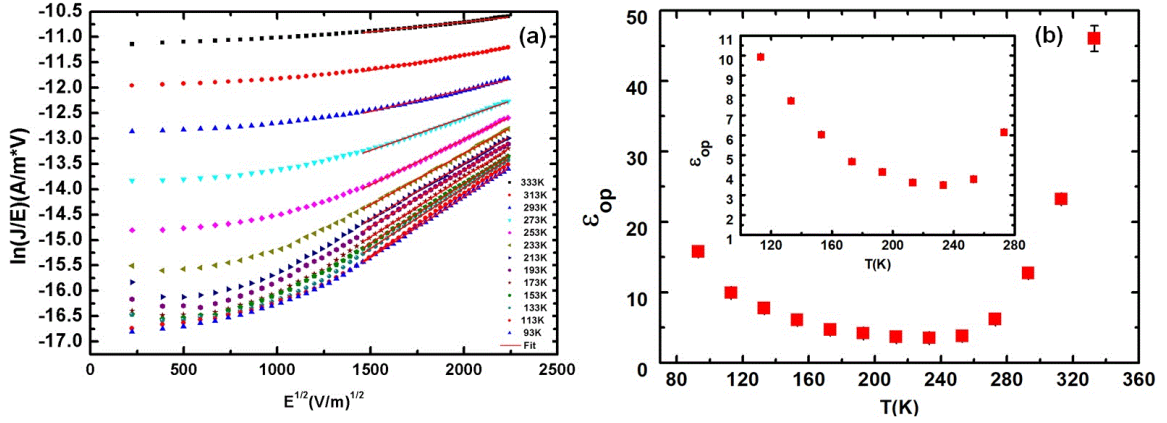 (a)
ln(J/E)(A/m*V)
-10.5
-11.0
-11.5
-12.0
-12.5
-13.0
-13.5
-14.0
-14.5
-15.0
-15.5
-16.0
-16.5
-17.0
333K
313K
293K
273K
253K
233K
213K
193K
173K
153K
133K
113K
93K
Fit
0 500 1000 1500 2000 2500
E1/2(V/m)1/2
(b)
εop
50
40
30
20
10
0
11
10
9
8
7
6
5
4
3
2
1
εop
120 160 200 240 280
T(K)
80 120 160 200 240 280 320 360
T(K)